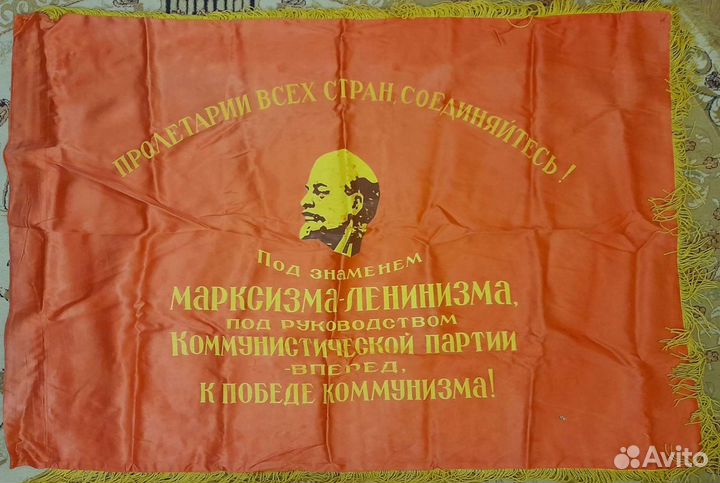 ПРОЛЕТАРИИ ВСЕХ СТРАН, СОЕДИНЯЙТЕСЬ!
Под знаменем
марксизма-ленинизма,
под руководством
Коммунистической партии
-вперед,
к победе коммунизма!
Avito